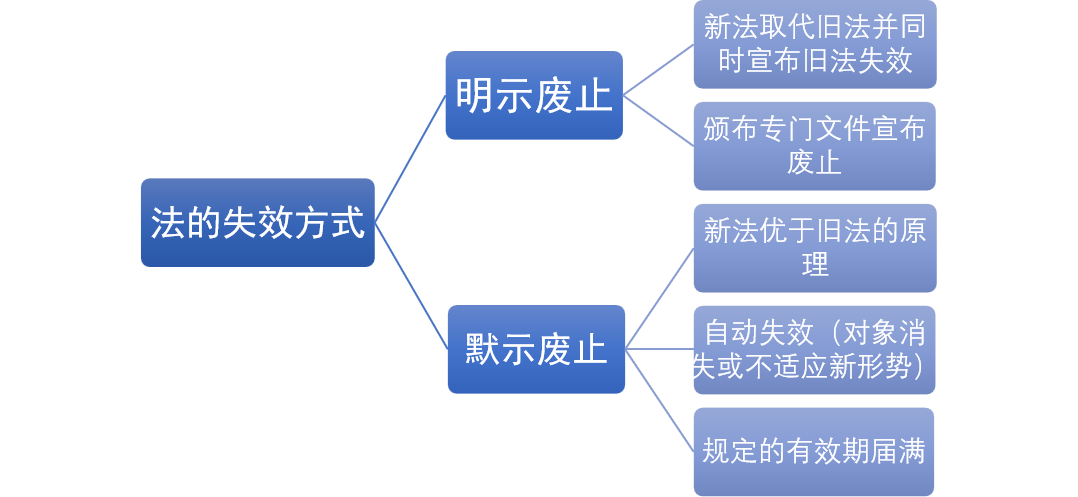 法的失效方式
明示废止
新法取代旧法并同
时宣布旧法失效
颁布专门文件宣布
废止
默示废止
新法优于旧法的原
理
自动失效（对象消
失或不适应新形势）
规定的有效期届满